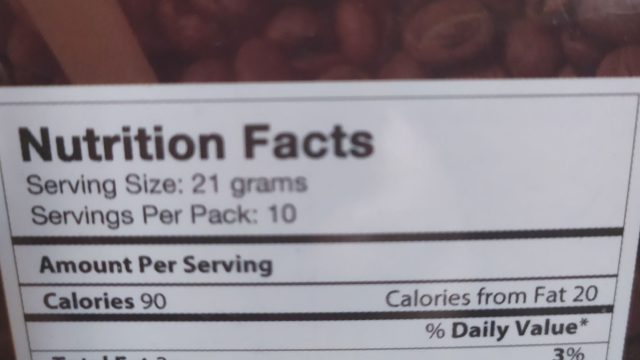 Nutrition Facts
Serving Size: 21 grams
Servings Per Pack: 10
Amount Per Serving
Calories 90 Calories from Fat 20
% Daily Value*
3%